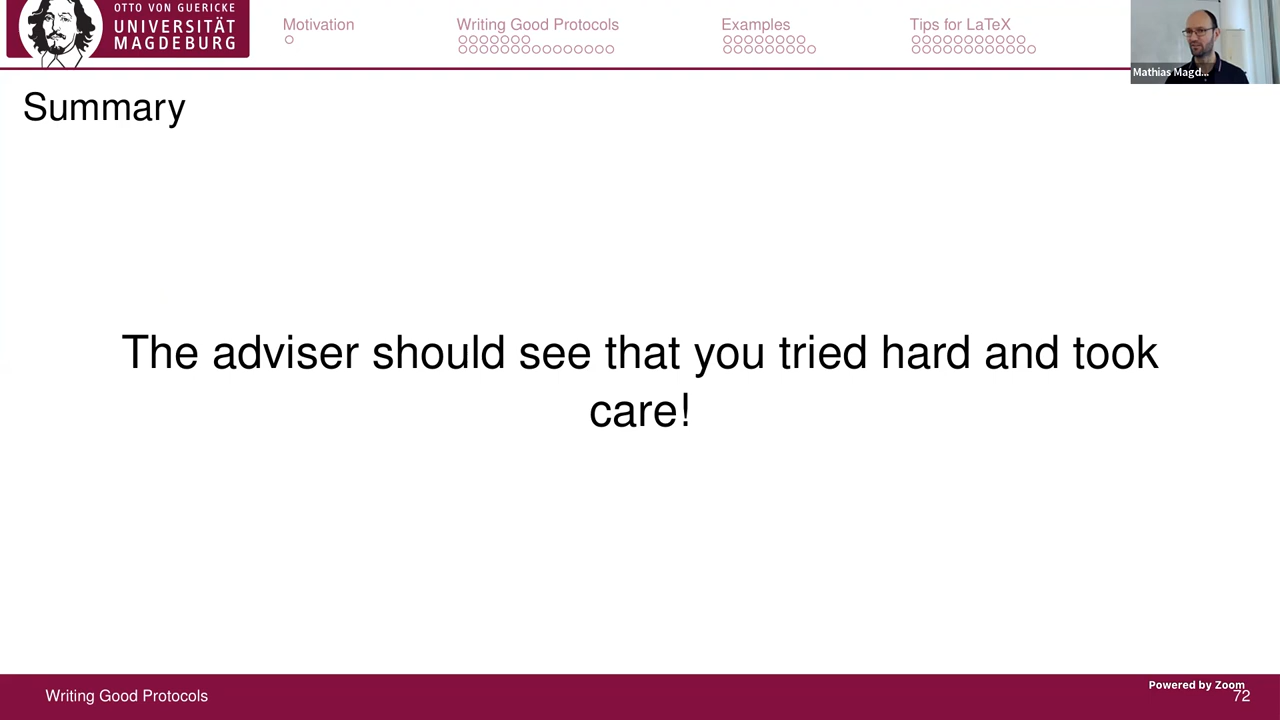 OTTO VON GUERICKE
UNIVERSITÄT
MAGDEBURG
Motivation
Writing Good Protocols
Examples
Tips for LaTeX
Mathias Magd...
Summary
The adviser should see that you tried hard and took
care!
Writing Good Protocols
Powered by Zoom
72